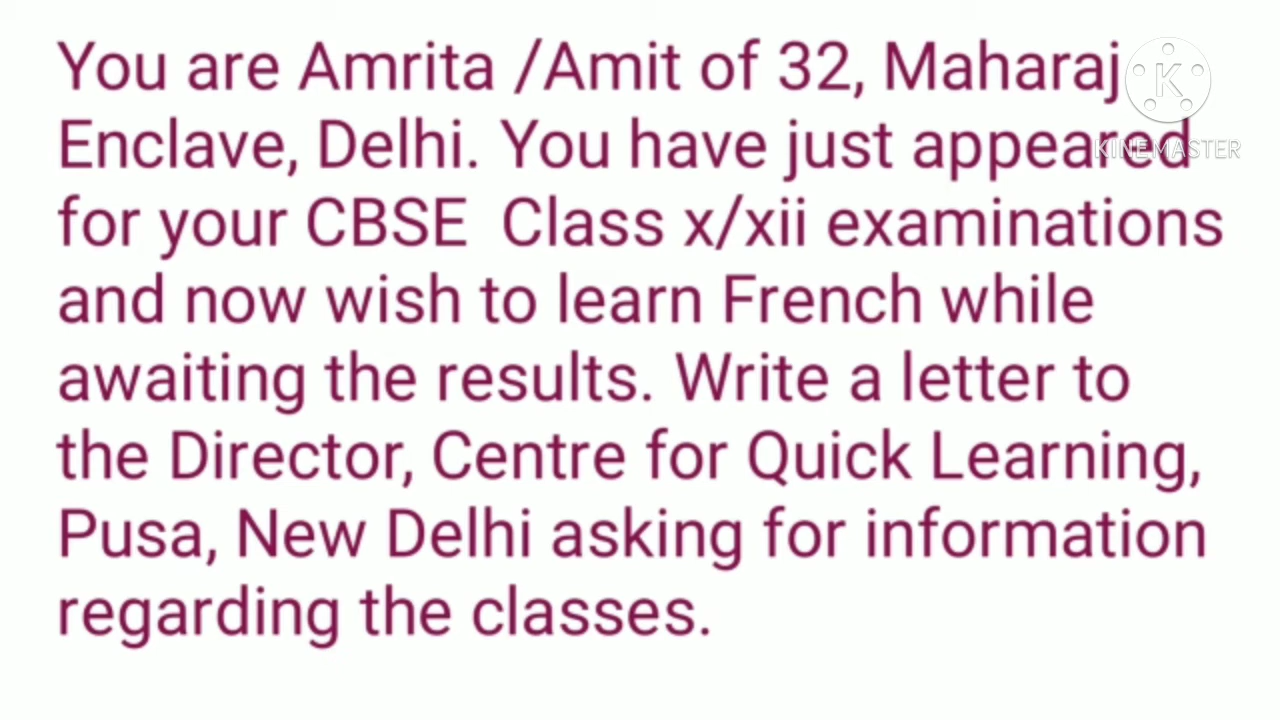 You are Amrita /Amit of 32, Maharaj
Enclave, Delhi. You have just appeared
for your CBSE Class x/xii examinations
and now wish to learn French while
awaiting the results. Write a letter to
the Director, Centre for Quick Learning,
Pusa, New Delhi asking for information
regarding the classes.
K
KINEMASTER